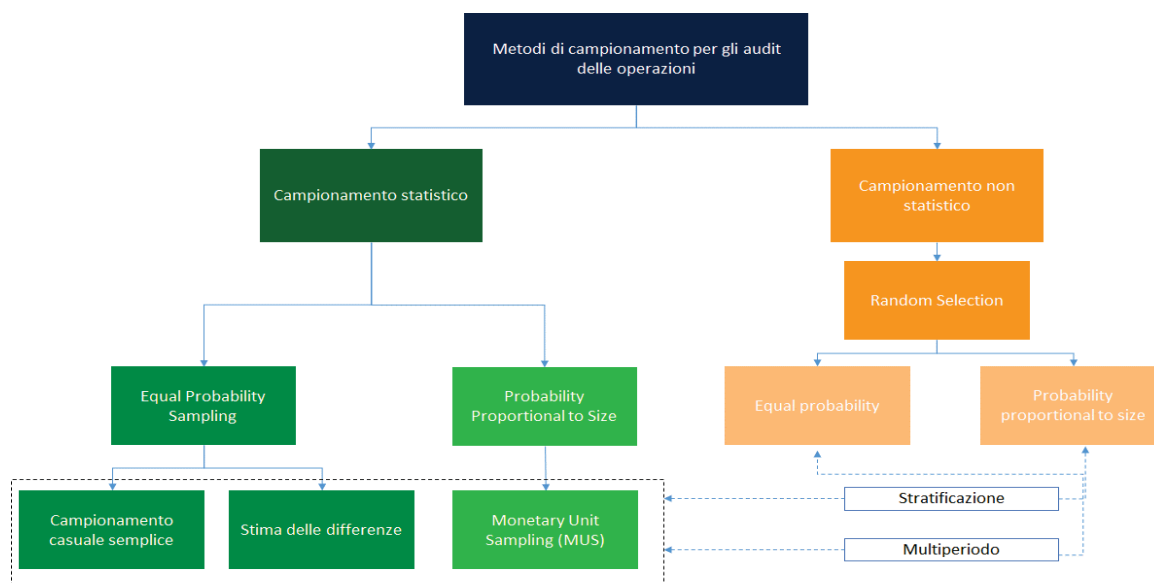 Metodi di campionamento per gli audit
delle operazioni
Campionamento statistico
Campionamento non
statistico
Random Selection
Equal Probability
Sampling
Probability
Proportional to Size
Equal probability
Probability
proportional to size
Campionamento
casuale semplice
Stima delle differenze
Monetary Unit
Sampling (MUS)
Stratificazione
Multiperiodo